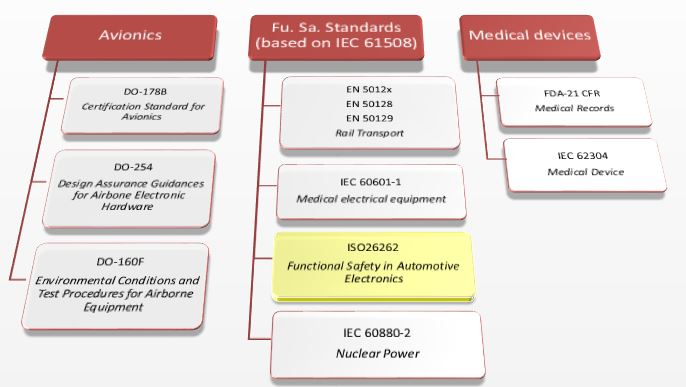 Avionics
DO-178B
Certification Standard for
Avionics
DO-254
Design Assurance Guidances
for Airbone Electronic
Hardware
DO-160F
Environmental Conditions and
Test Procedures for Airborne
Equipment
Fu. Sa. Standards
(based on IEC 61508)
EN 5012x
EN 50128
EN 50129
Rail Transport
IEC 60601-1
Medical electrical equipment
ISO26262
Functional Safety in Automotive
Electronics
IEC 60880-2
Nuclear Power
Medical devices
FDA-21 CFR
Medical Records
IEC 62304
Medical Device